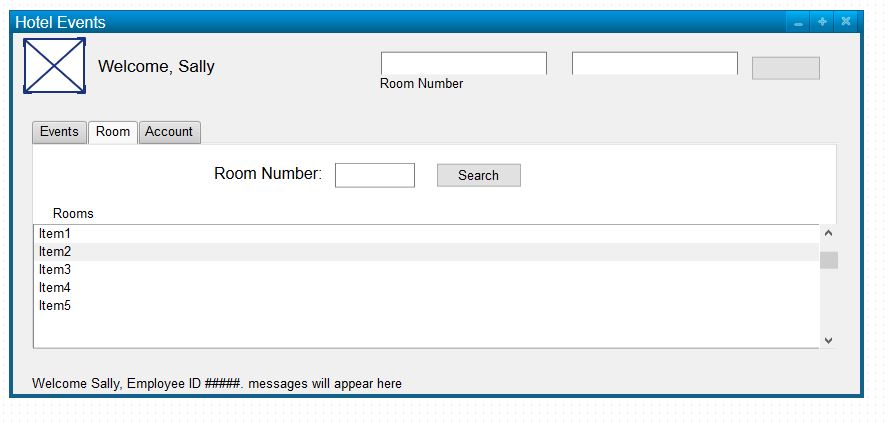 Hotel Events
Welcome, Sally
Room Number
Events Room Account
Room Number: Search
Rooms
Item1
Item2
Item3
Item4
Item5
Welcome Sally, Employee ID #####. messages will appear here